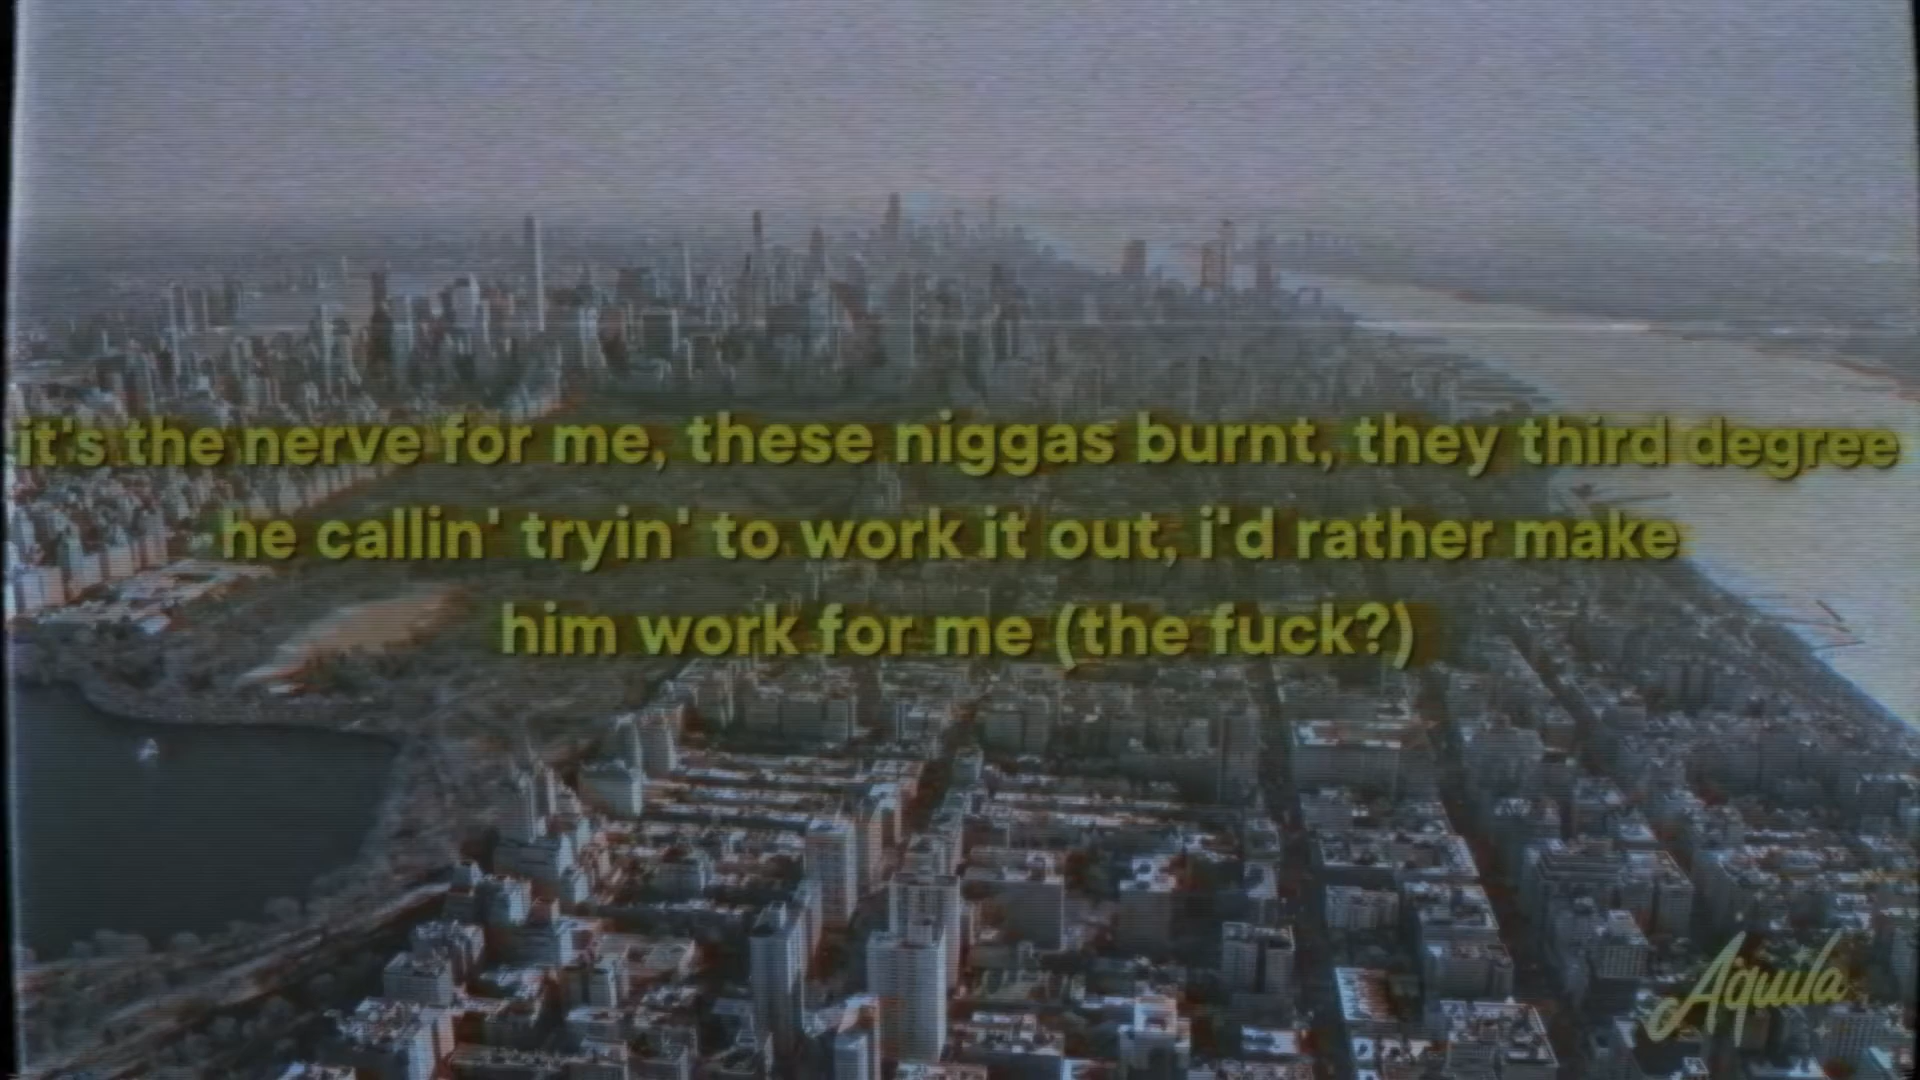 it's the nerve for me, these niggas burnt, they third degree
he callin' tryin' to work it out, i'd rather make
him work for me (the fuck?)
Aquila